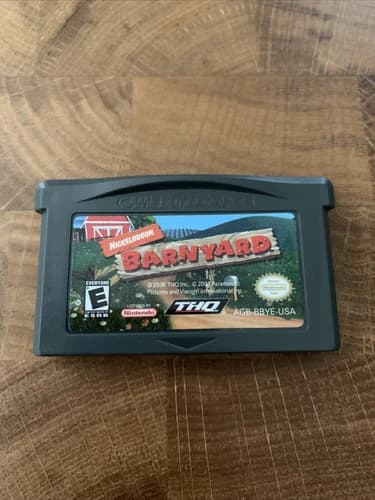 GAME BOY ADVANCE
NICKELODEON
BARNYARD
EVERYONE
E
ESRB
© 2006 THQ Inc. © 2006 Paramount
Pictures and Viacom International Inc.
LICENSED BY
Nintendo
THQ
AGB-BBYE-USA